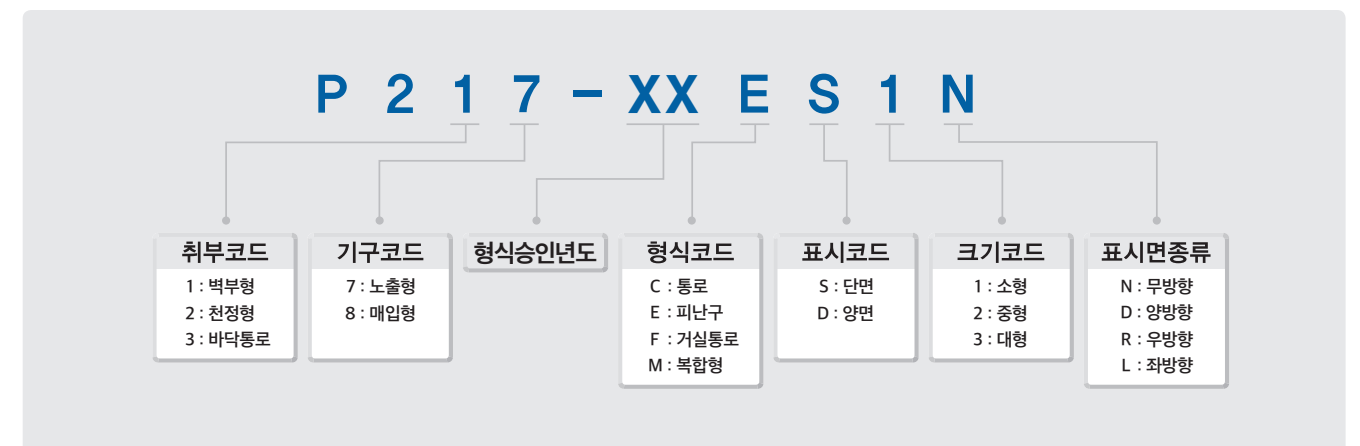 P 2 1 7 - XX E S 1 N
취부코드
1 : 벽부형
2 : 천정형
3 : 바닥통로
기구코드
7 : 노출형
8 : 매입형
형식승인년도
형식코드
C : 통로
E : 피난구
F : 거실통로
M : 복합형
표시코드
S : 단면
D : 양면
크기코드
1 : 소형
2 : 중형
3 : 대형
표시면종류
N : 무방향
D : 양방향
R : 우방향
L : 좌방향